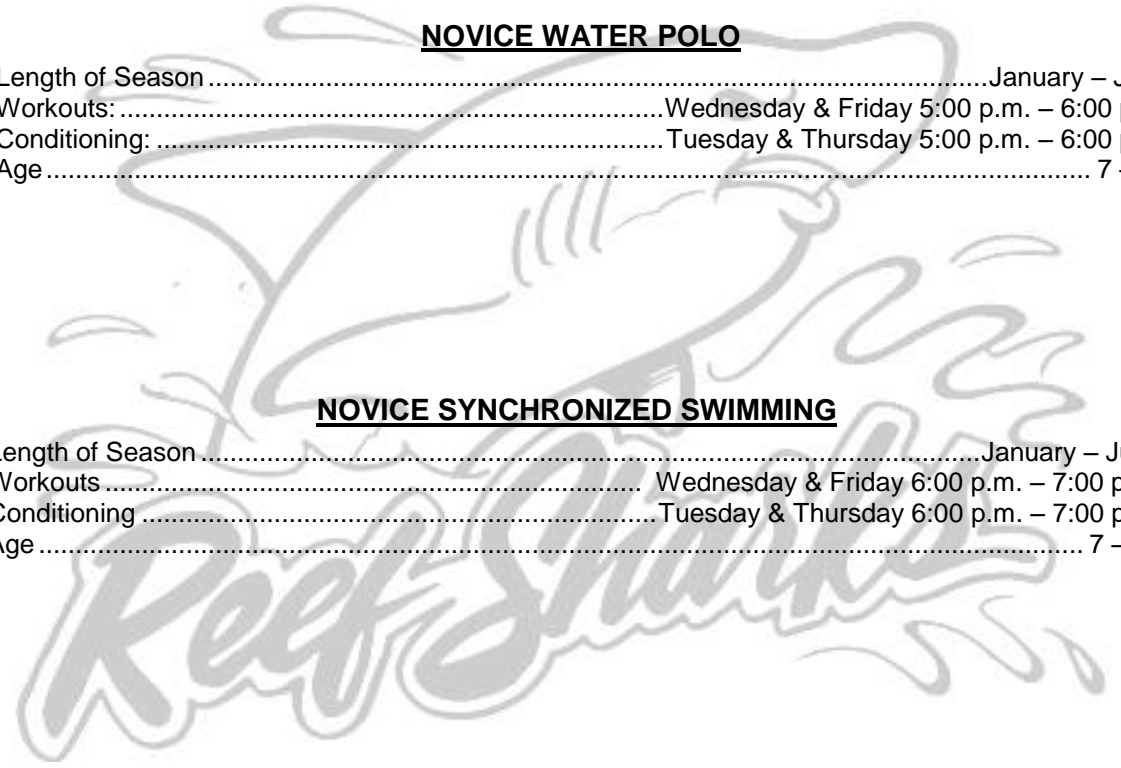 NOVICE WATER POLO
Length of Season ........................................................................................................ January –
Workouts: ......................................................................... Wednesday & Friday 5:00 p.m. – 6:00
Conditioning: .................................................................... Tuesday & Thursday 5:00 p.m. – 6:00
Age ............................................................................................................................................ 7 –
NOVICE SYNCHRONIZED SWIMMING
Length of Season ........................................................................................................ January –
Workouts ........................................................................ Wednesday & Friday 6:00 p.m. – 7:00
Conditioning ..................................................................... Tuesday & Thursday 6:00 p.m. – 7:00
Age ............................................................................................................................................ 7 –
Reef Sharks